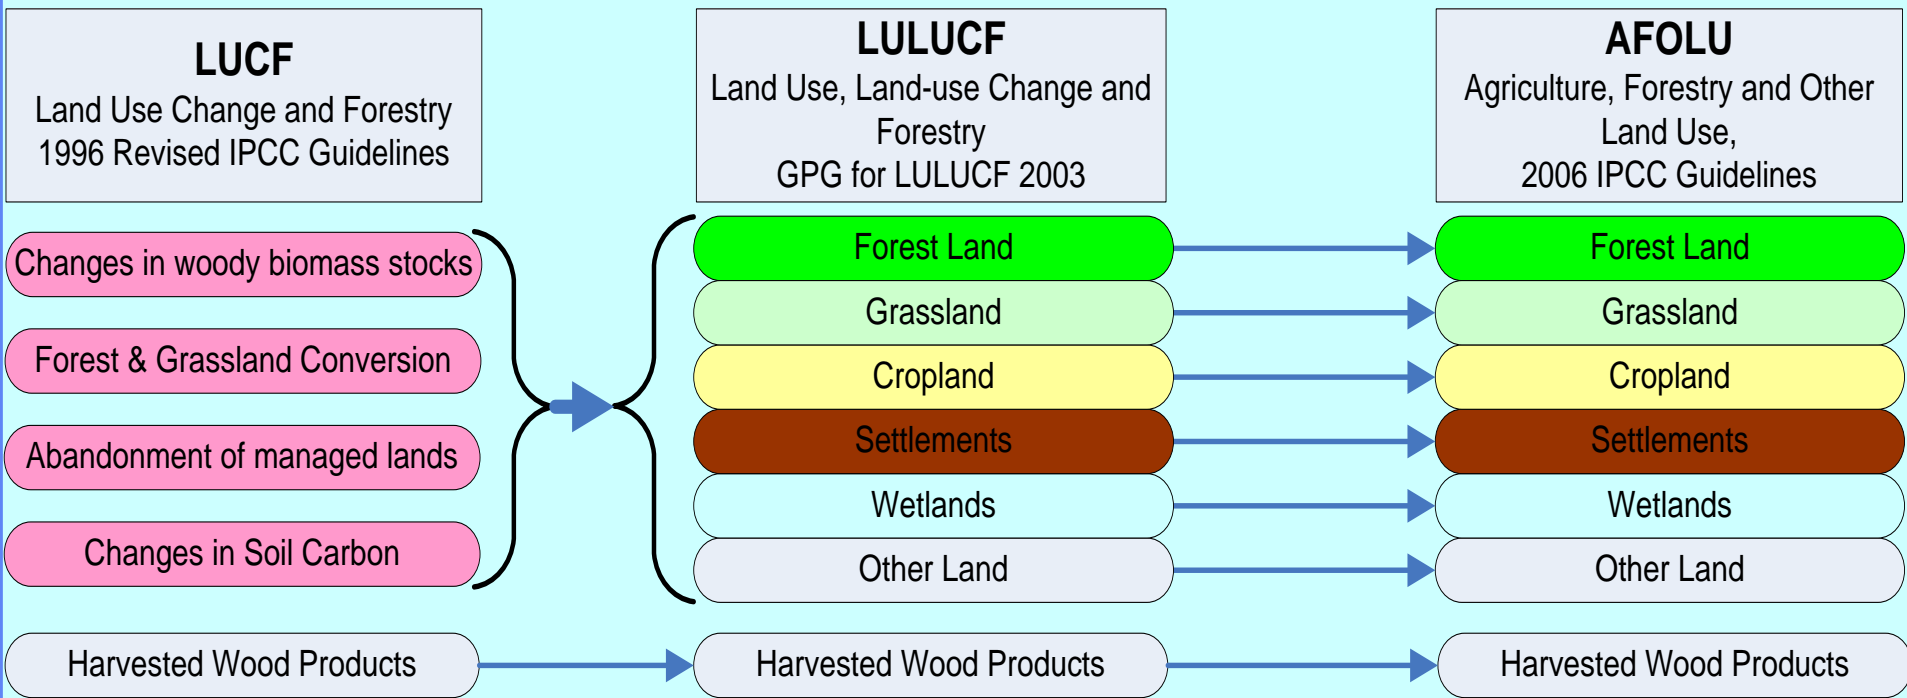 LUCF
Land Use Change and Forestry
1996 Revised IPCC Guidelines
LULUCF
Land Use, Land-use Change and
Forestry
GPG for LULUCF 2003
AFOLU
Agriculture, Forestry and Other
Land Use,
2006 IPCC Guidelines
Changes in woody biomass stocks
Forest & Grassland Conversion
Abandonment of managed lands
Changes in Soil Carbon
Harvested Wood Products
Forest Land
Grassland
Cropland
Settlements
Wetlands
Other Land
Harvested Wood Products
Forest Land
Grassland
Cropland
Settlements
Wetlands
Other Land
Harvested Wood Products